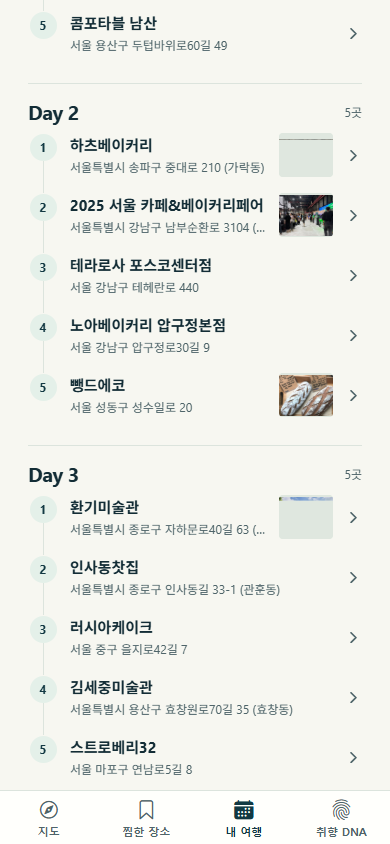 5
콤포타블 남산
서울 용산구 두텁바위로60길 49
Day 2
5곳
1
하츠베이커리
서울특별시 송파구 중대로 210 (가락동)
2
2025 서울 카페&베이커리페어
서울특별시 강남구 남부순환로 3104 (...
3
테라로사 포스코센터점
서울 강남구 테헤란로 440
4
노아베이커리 압구정본점
서울 강남구 압구정로30길 9
5
뺑드에코
서울 성동구 성수일로 20
Day 3
5곳
1
환기미술관
서울특별시 종로구 자하문로40길 63 (...
2
인사동찻집
서울특별시 종로구 인사동길 33-1 (관훈동)
3
러시아케이크
서울 중구 을지로42길 7
4
김세중미술관
서울특별시 용산구 효창원로70길 35 (효창동)
5
스트로베리32
서울 마포구 연남로5길 8
지도
찜한 장소
내 여행
취향 DNA